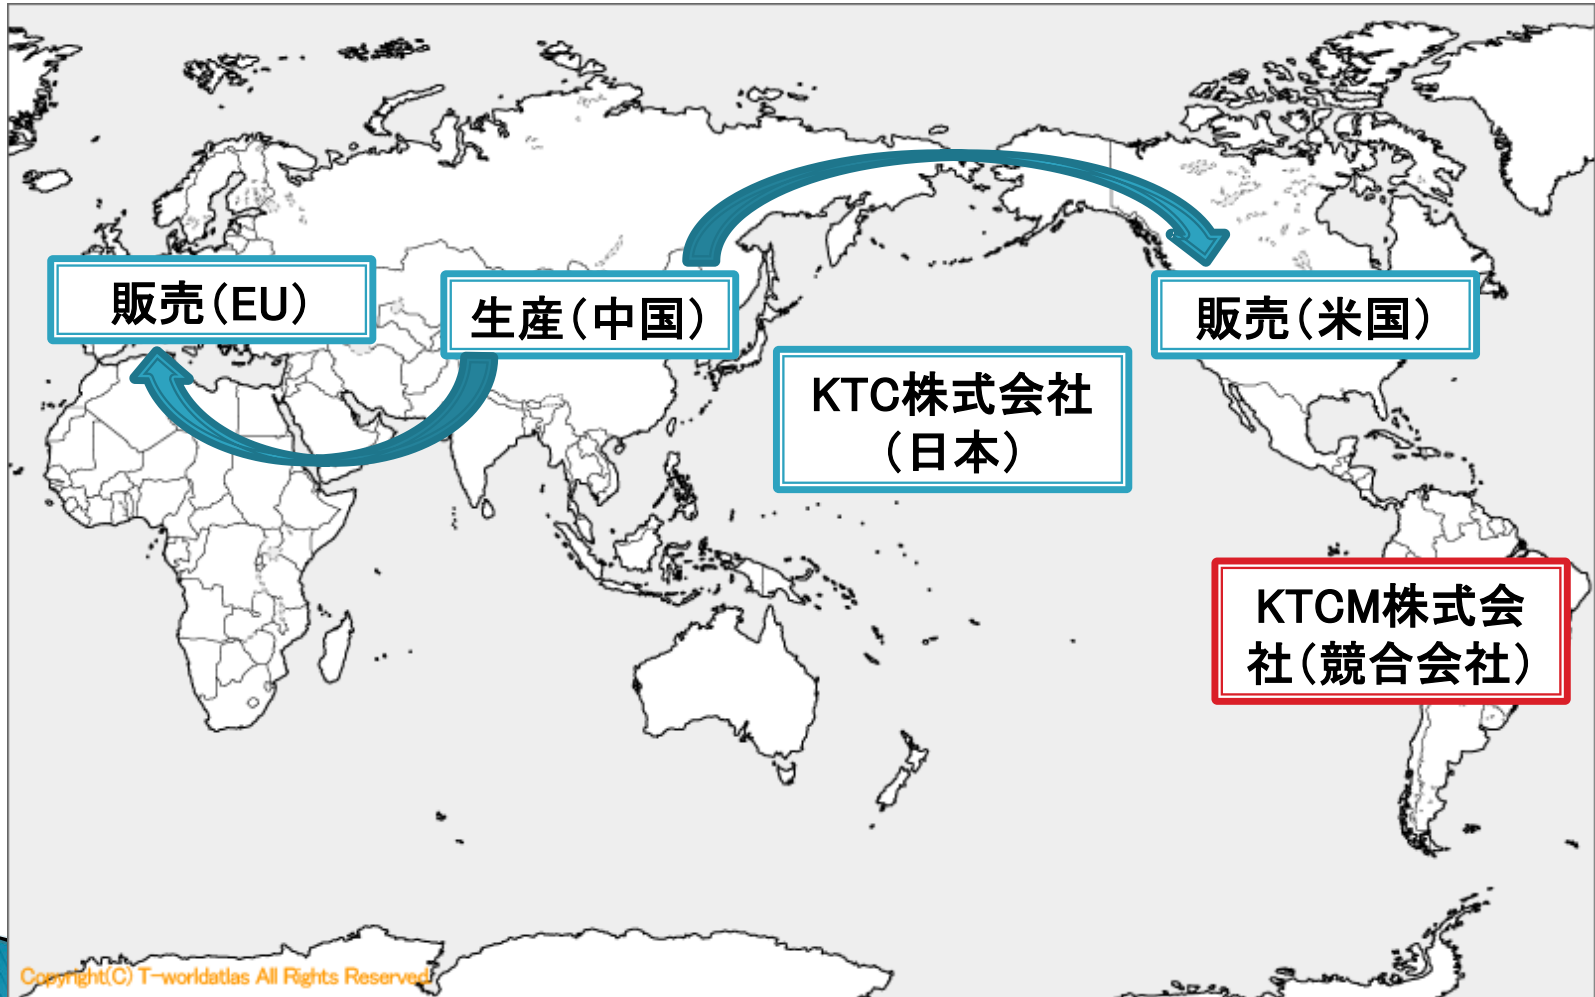 販売(EU)
生産(中国)
販売(米国)
KTC株式会社
(日本)
KTCM株式会
社(競合会社)
Copyright(C) T-worldatlas All Rights Reserved